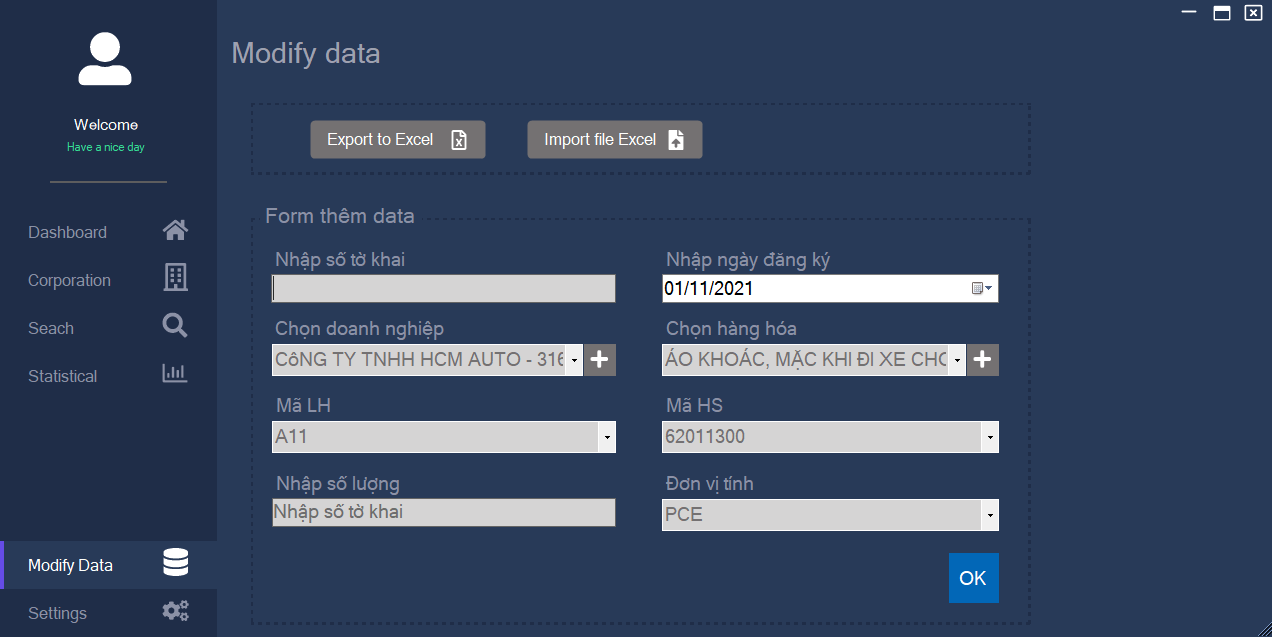 Welcome
Have a nice day
Dashboard
Corporation
Seach
Statistical
Modify Data
Settings
Modify data
Export to Excel
Import file Excel
Form thêm data
Nhập số tờ khai
Nhập ngày đăng ký
01/11/2021
Chọn doanh nghiệp
Chọn hàng hóa
CôNG TY TNHH HCM AUTO - 316
ÁO KHOÁC, MẶC KHI ĐI XE CHO
Mã LH
Mã HS
A11
62011300
Nhập số lượng
Đơn vị tính
Nhập số tờ khai
PCE
OK